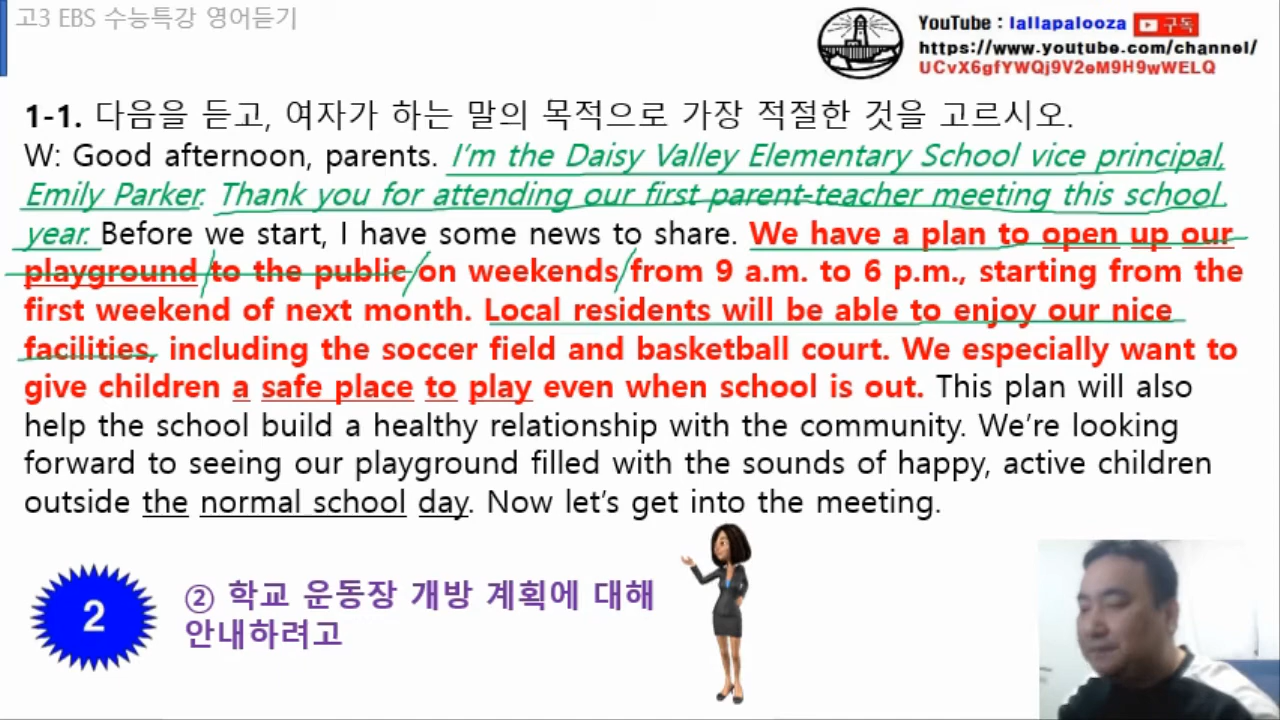 고3 EBS 수능특강 영어듣기
YouTube : lallapalooza 구독
https://www.youtube.com/channel/
UCvX6gfYWQj9V2eM9H9wWELQ
1-1. 다음을 듣고, 여자가 하는 말의 목적으로 가장 적절한 것을 고르시오.
W: Good afternoon, parents. I’m the Daisy Valley Elementary School vice principal,
Emily Parker. Thank you for attending our first parent-teacher meeting this school
year. Before we start, I have some news to share. We have a plan to open up our
playground to the public on weekends from 9 a.m. to 6 p.m., starting from the
first weekend of next month. Local residents will be able to enjoy our nice
facilities, including the soccer field and basketball court. We especially want to
give children a safe place to play even when school is out. This plan will also
help the school build a healthy relationship with the community. We’re looking
forward to seeing our playground filled with the sounds of happy, active children
outside the normal school day. Now let’s get into the meeting.
2
② 학교 운동장 개방 계획에 대해
안내하려고